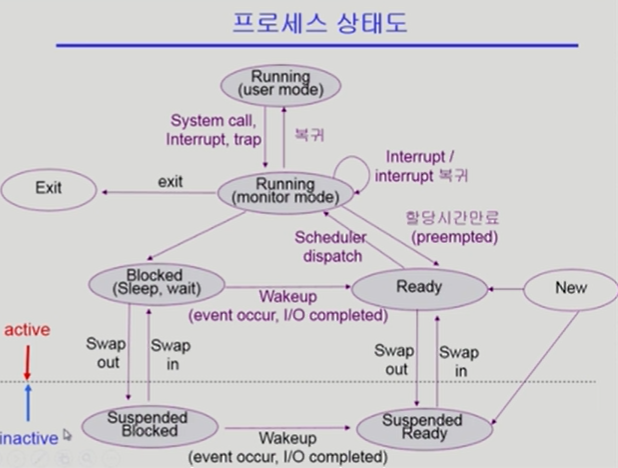 프로세스 상태도
Running
(user mode)
System call,
Interrupt, trap
복귀
Interrupt /
interrupt 복귀
Exit
exit
Running
(monitor mode)
할당시간만료
(preempted)
Scheduler
dispatch
Blocked
(Sleep, wait)
Wakeup
(event occur, I/O completed)
Ready
New
active
Swap
out
Swap
in
Swap
out
Swap
in
inactive
Suspended
Blocked
Wakeup
(event occur, I/O completed)
Suspended
Ready